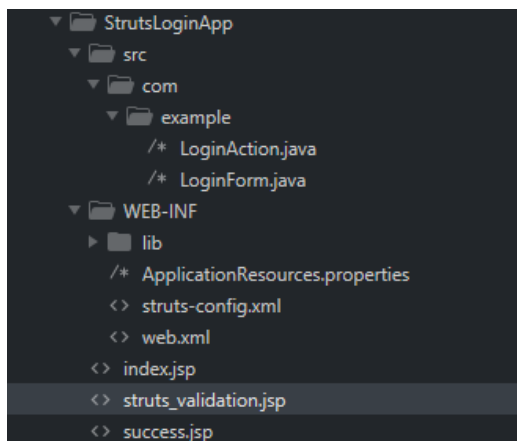 StrutsLoginApp
src
com
example
/* LoginAction.java
/* LoginForm.java
WEB-INF
lib
/* ApplicationResources.properties
<> struts-config.xml
<> web.xml
<> index.jsp
<> struts_validation.jsp
<> success.jsp